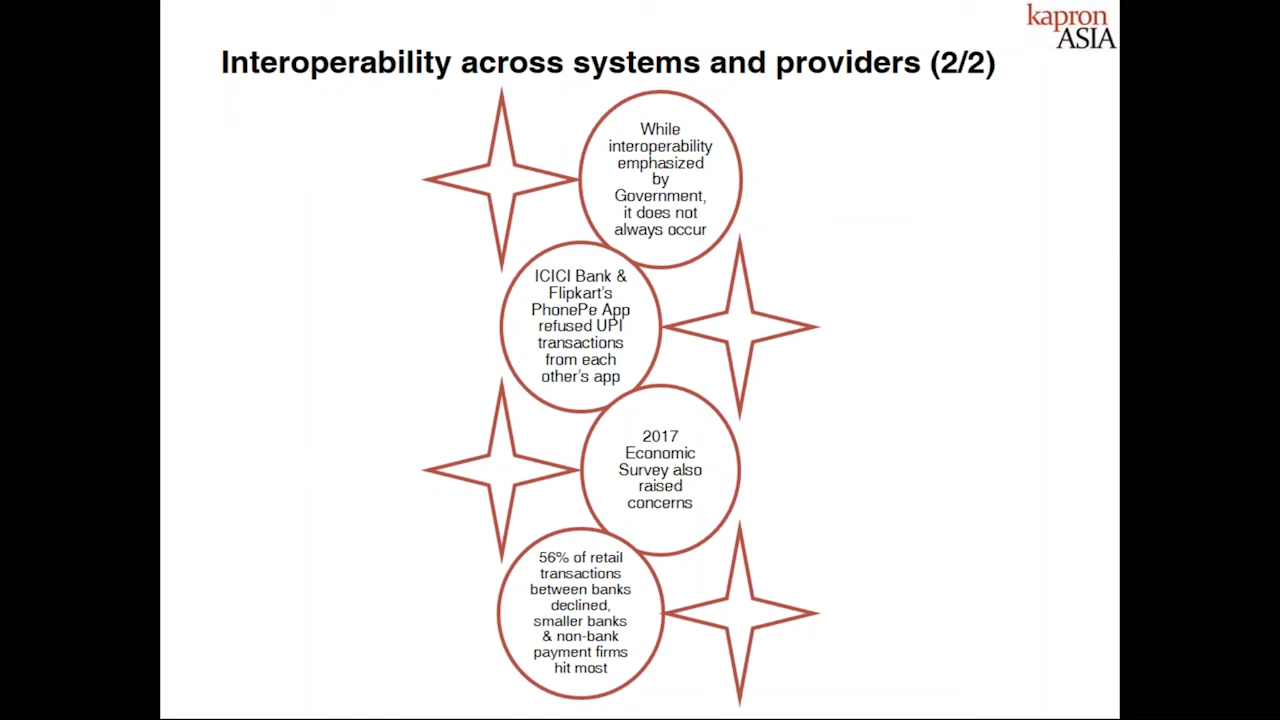 kapron
ASIA
Interoperability across systems and providers (2/2)
While
interoperability
emphasized
by
Government,
it does not
always occur
ICICI Bank &
Flipkart's
PhonePe App
refused UPI
transactions
from each
other's app
2017
Economic
Survey also
raised
concerns
56% of retail
transactions
between banks
declined,
smaller banks
& non-bank
payment firms
hit most